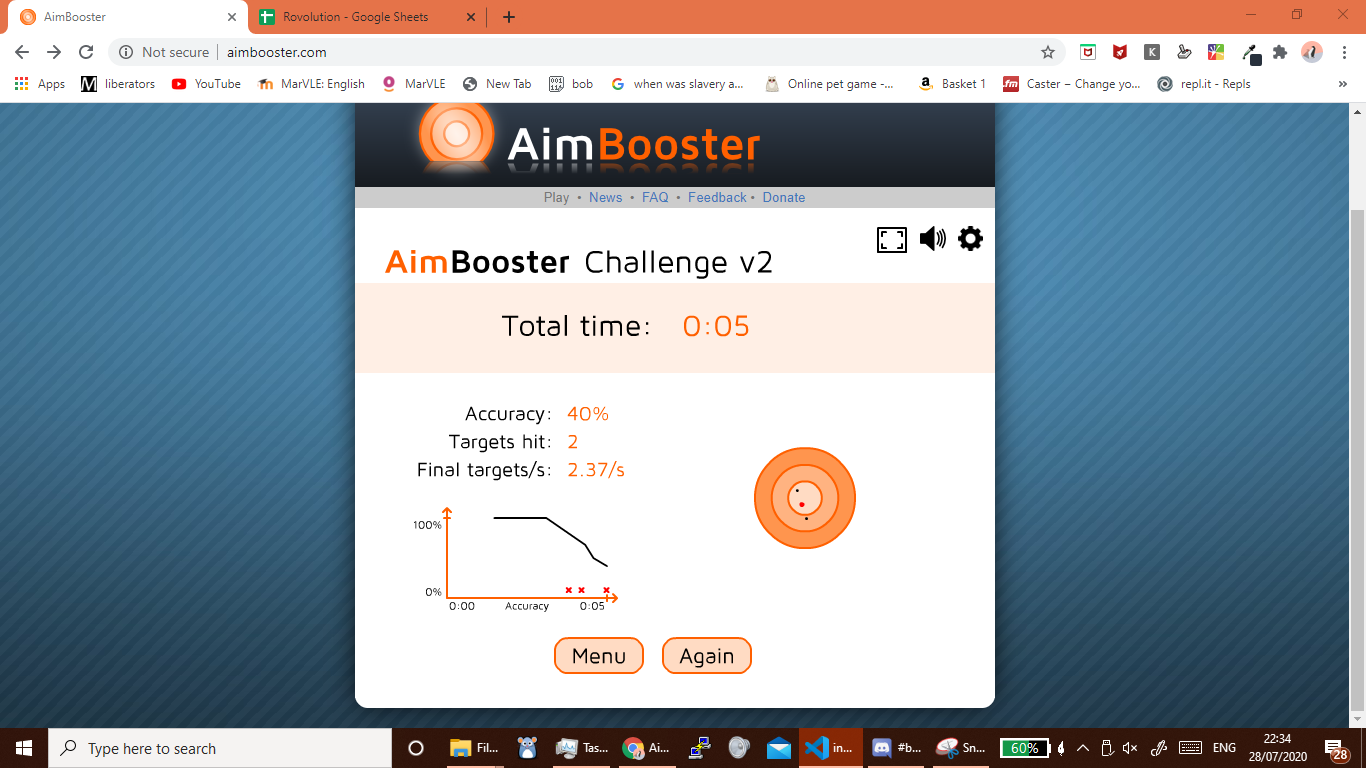 AimBooster
Rovolution - Google Sheets
Not secure
aimbooster.com
Apps
liberators
YouTube
MarVLE: English
MarVLE
New Tab
bob
when was slavery a...
Online pet game -...
Basket 1
Caster – Change yo...
repl.it - Repls
»
AimBooster
Play • News • FAQ • Feedback • Donate
AimBooster Challenge v2
Total time: 0:05
Accuracy: 40%
Targets hit: 2
Final targets/s: 2.37/s
100%
0%
0:00 Accuracy 0:05
Menu Again
Type here to search
Fil...
Tas...
Ai...
in...
#b...
Sn...
60%
ENG
22:34
28/07/2020
28